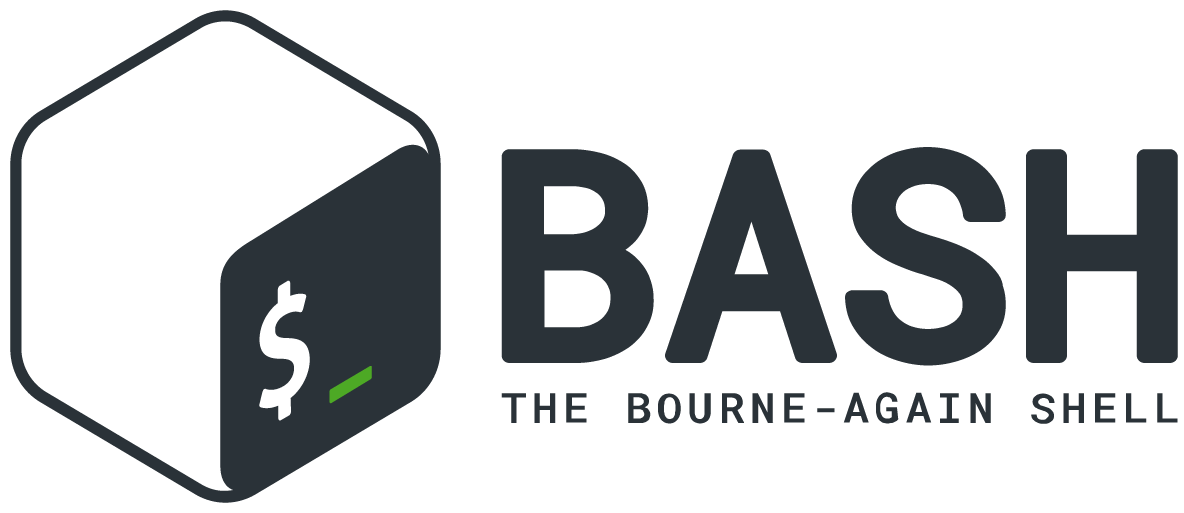 $_
BASH
THE BOURNE-AGAIN SHELL